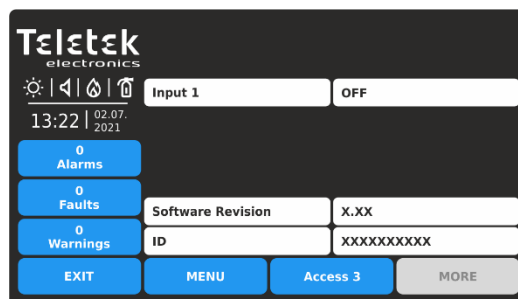 Teletek
electronics
Input 1 OFF
13:22 02.07.
2021
0
Alarms
0
Faults
Software Revision X.XX
0
Warnings
ID XXXXXXXXXX
EXIT MENU Access 3 MORE